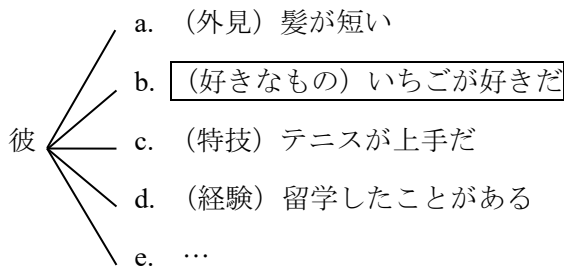 a. （外見）髪が短い
b. （好きなもの）いちごが好きだ
彼
c. （特技）テニスが上手だ
d. （経験）留学したことがある
e. …